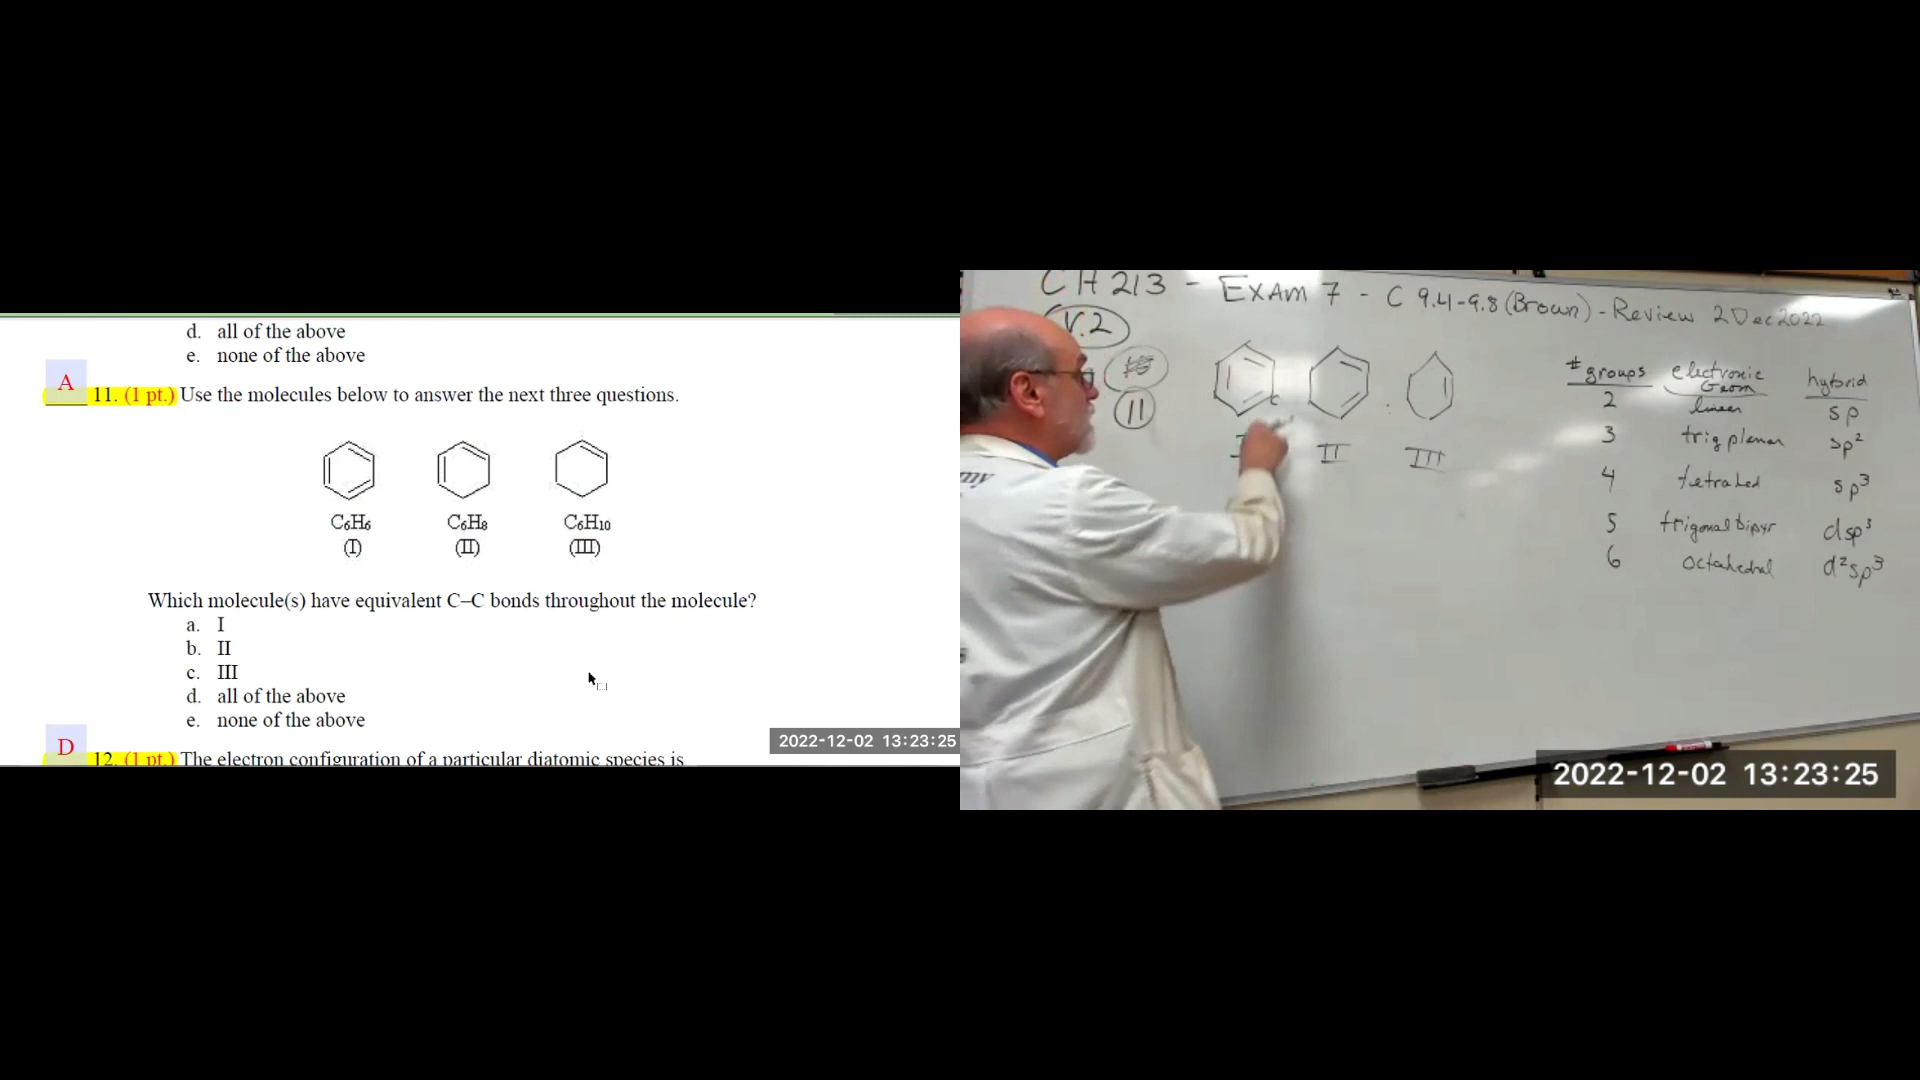 d. all of the above
e. none of the above
A
11. (1 pt.) Use the molecules below to answer the next three questions.
C₆H₆ C₆H₈ C₆H₁₀
(I) (II) (III)
Which molecule(s) have equivalent C–C bonds throughout the molecule?
a. I
b. II
c. III
d. all of the above
e. none of the above
D
12. (1 pt.) The electron configuration of a particular diatomic species is
2022-12-02 13:23:25
CH 213 - Exam 7 - C 9.4-9.8 (Brown) - Review 2 Dec 2022
V.2
11
C
II III
# groups electronic Geom hybrid
2 linear sp
3 trig planar sp²
4 tetrahed sp³
5 trigonal bipyr dsp³
6 octahedral d²sp³
my
2022-12-02 13:23:25